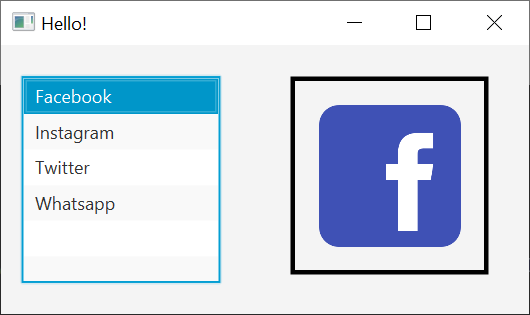 Hello!
Facebook
Instagram
Twitter
Whatsapp
f